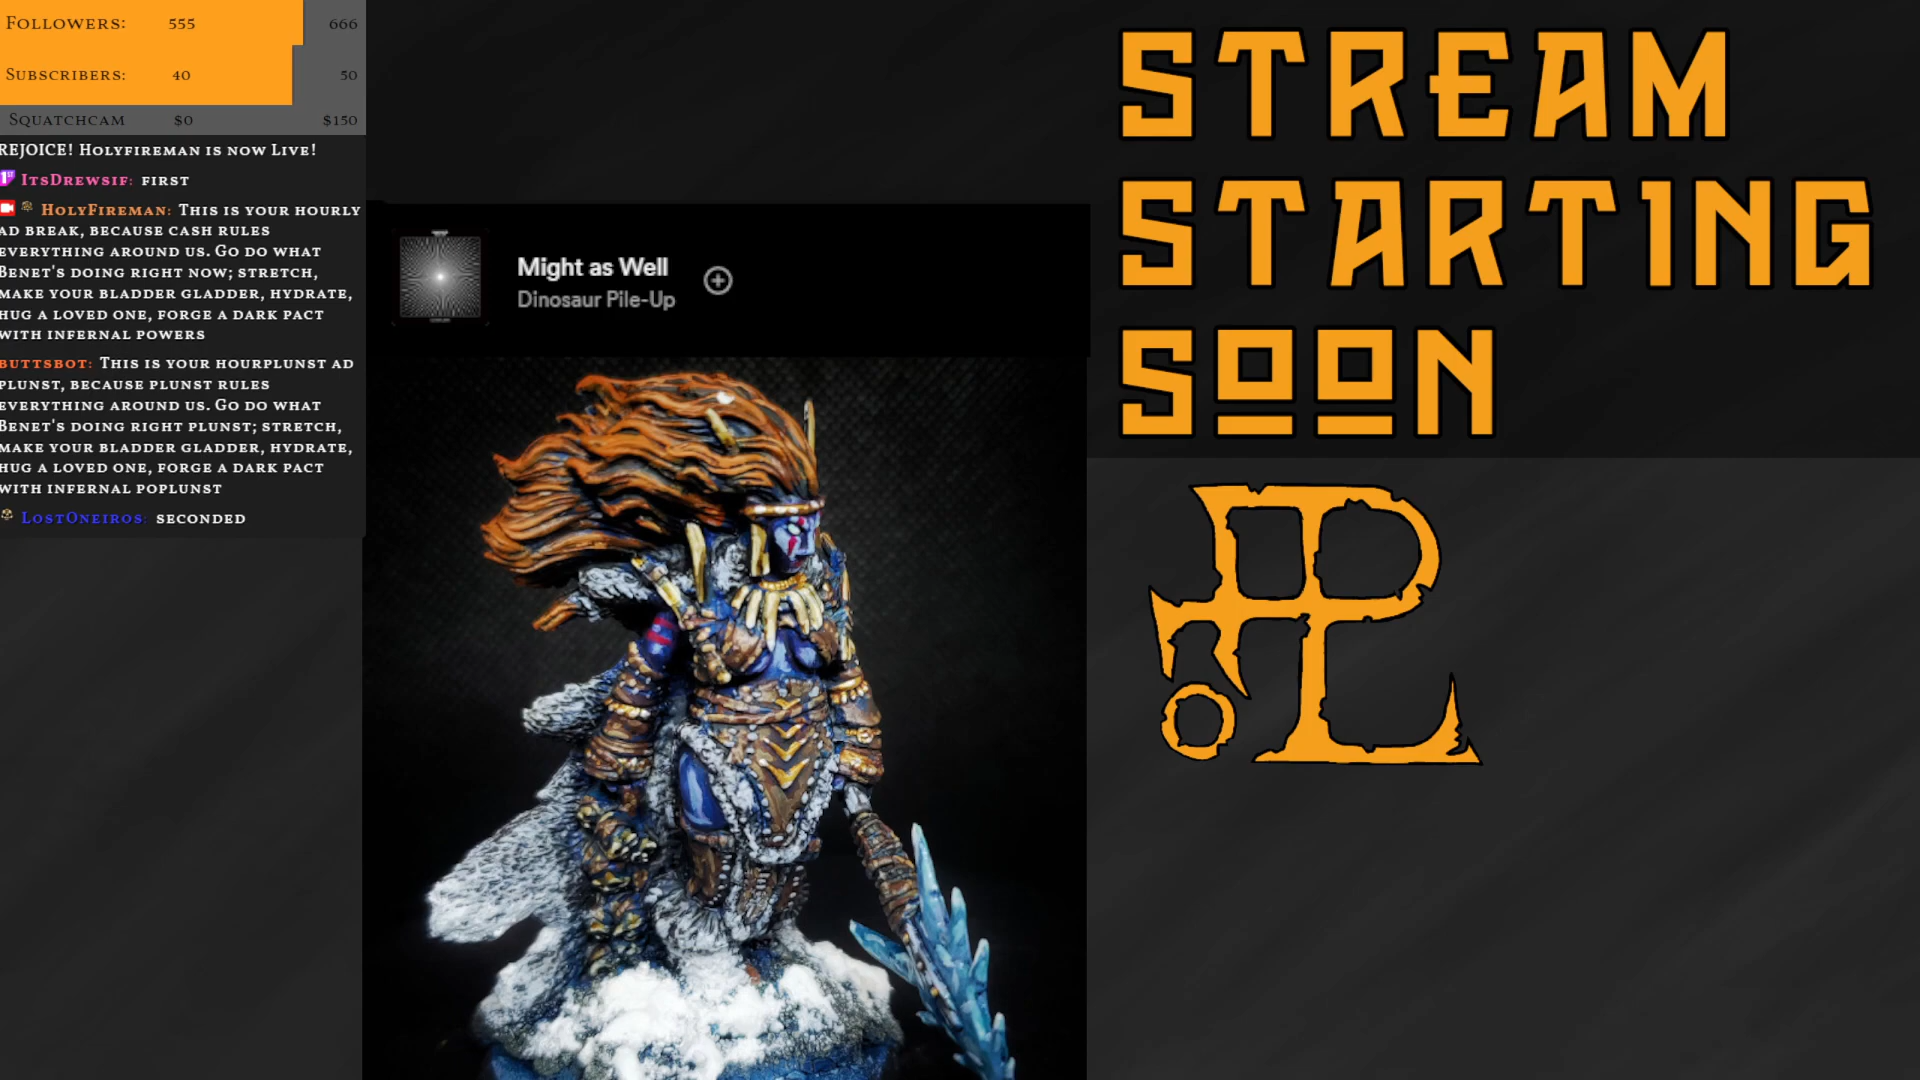 Followers: 555 666
Subscribers: 40 50
Squatchcam $0 $150
REJOICE! HolyFireman is now Live!
ItsDrewsif: first
HolyFireman: This is your hourly
ad break, because cash rules
everything around us. Go do what
Benet's doing right now; stretch,
make your bladder gladder, hydrate,
hug a loved one, forge a dark pact
with infernal powers
buttsbot: This is your hourplunst ad
plunst, because plunst rules
everything around us. Go do what
Benet's doing right plunst; stretch,
make your bladder gladder, hydrate,
hug a loved one, forge a dark pact
with infernal poplunst
LostOneiros: seconded
Might as Well
Dinosaur Pile-Up
STREAM
STARTING
SOON